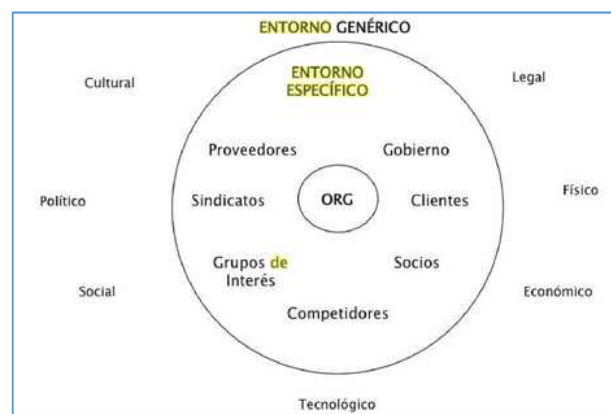 ENTORNO GENÉRICO
ENTORNO
ESPECÍFICO
Cultural
Legal
Proveedores
Gobierno
Político
Sindicatos
ORG
Clientes
Físico
Grupos de
Interés
Socios
Social
Económico
Competidores
Tecnológico